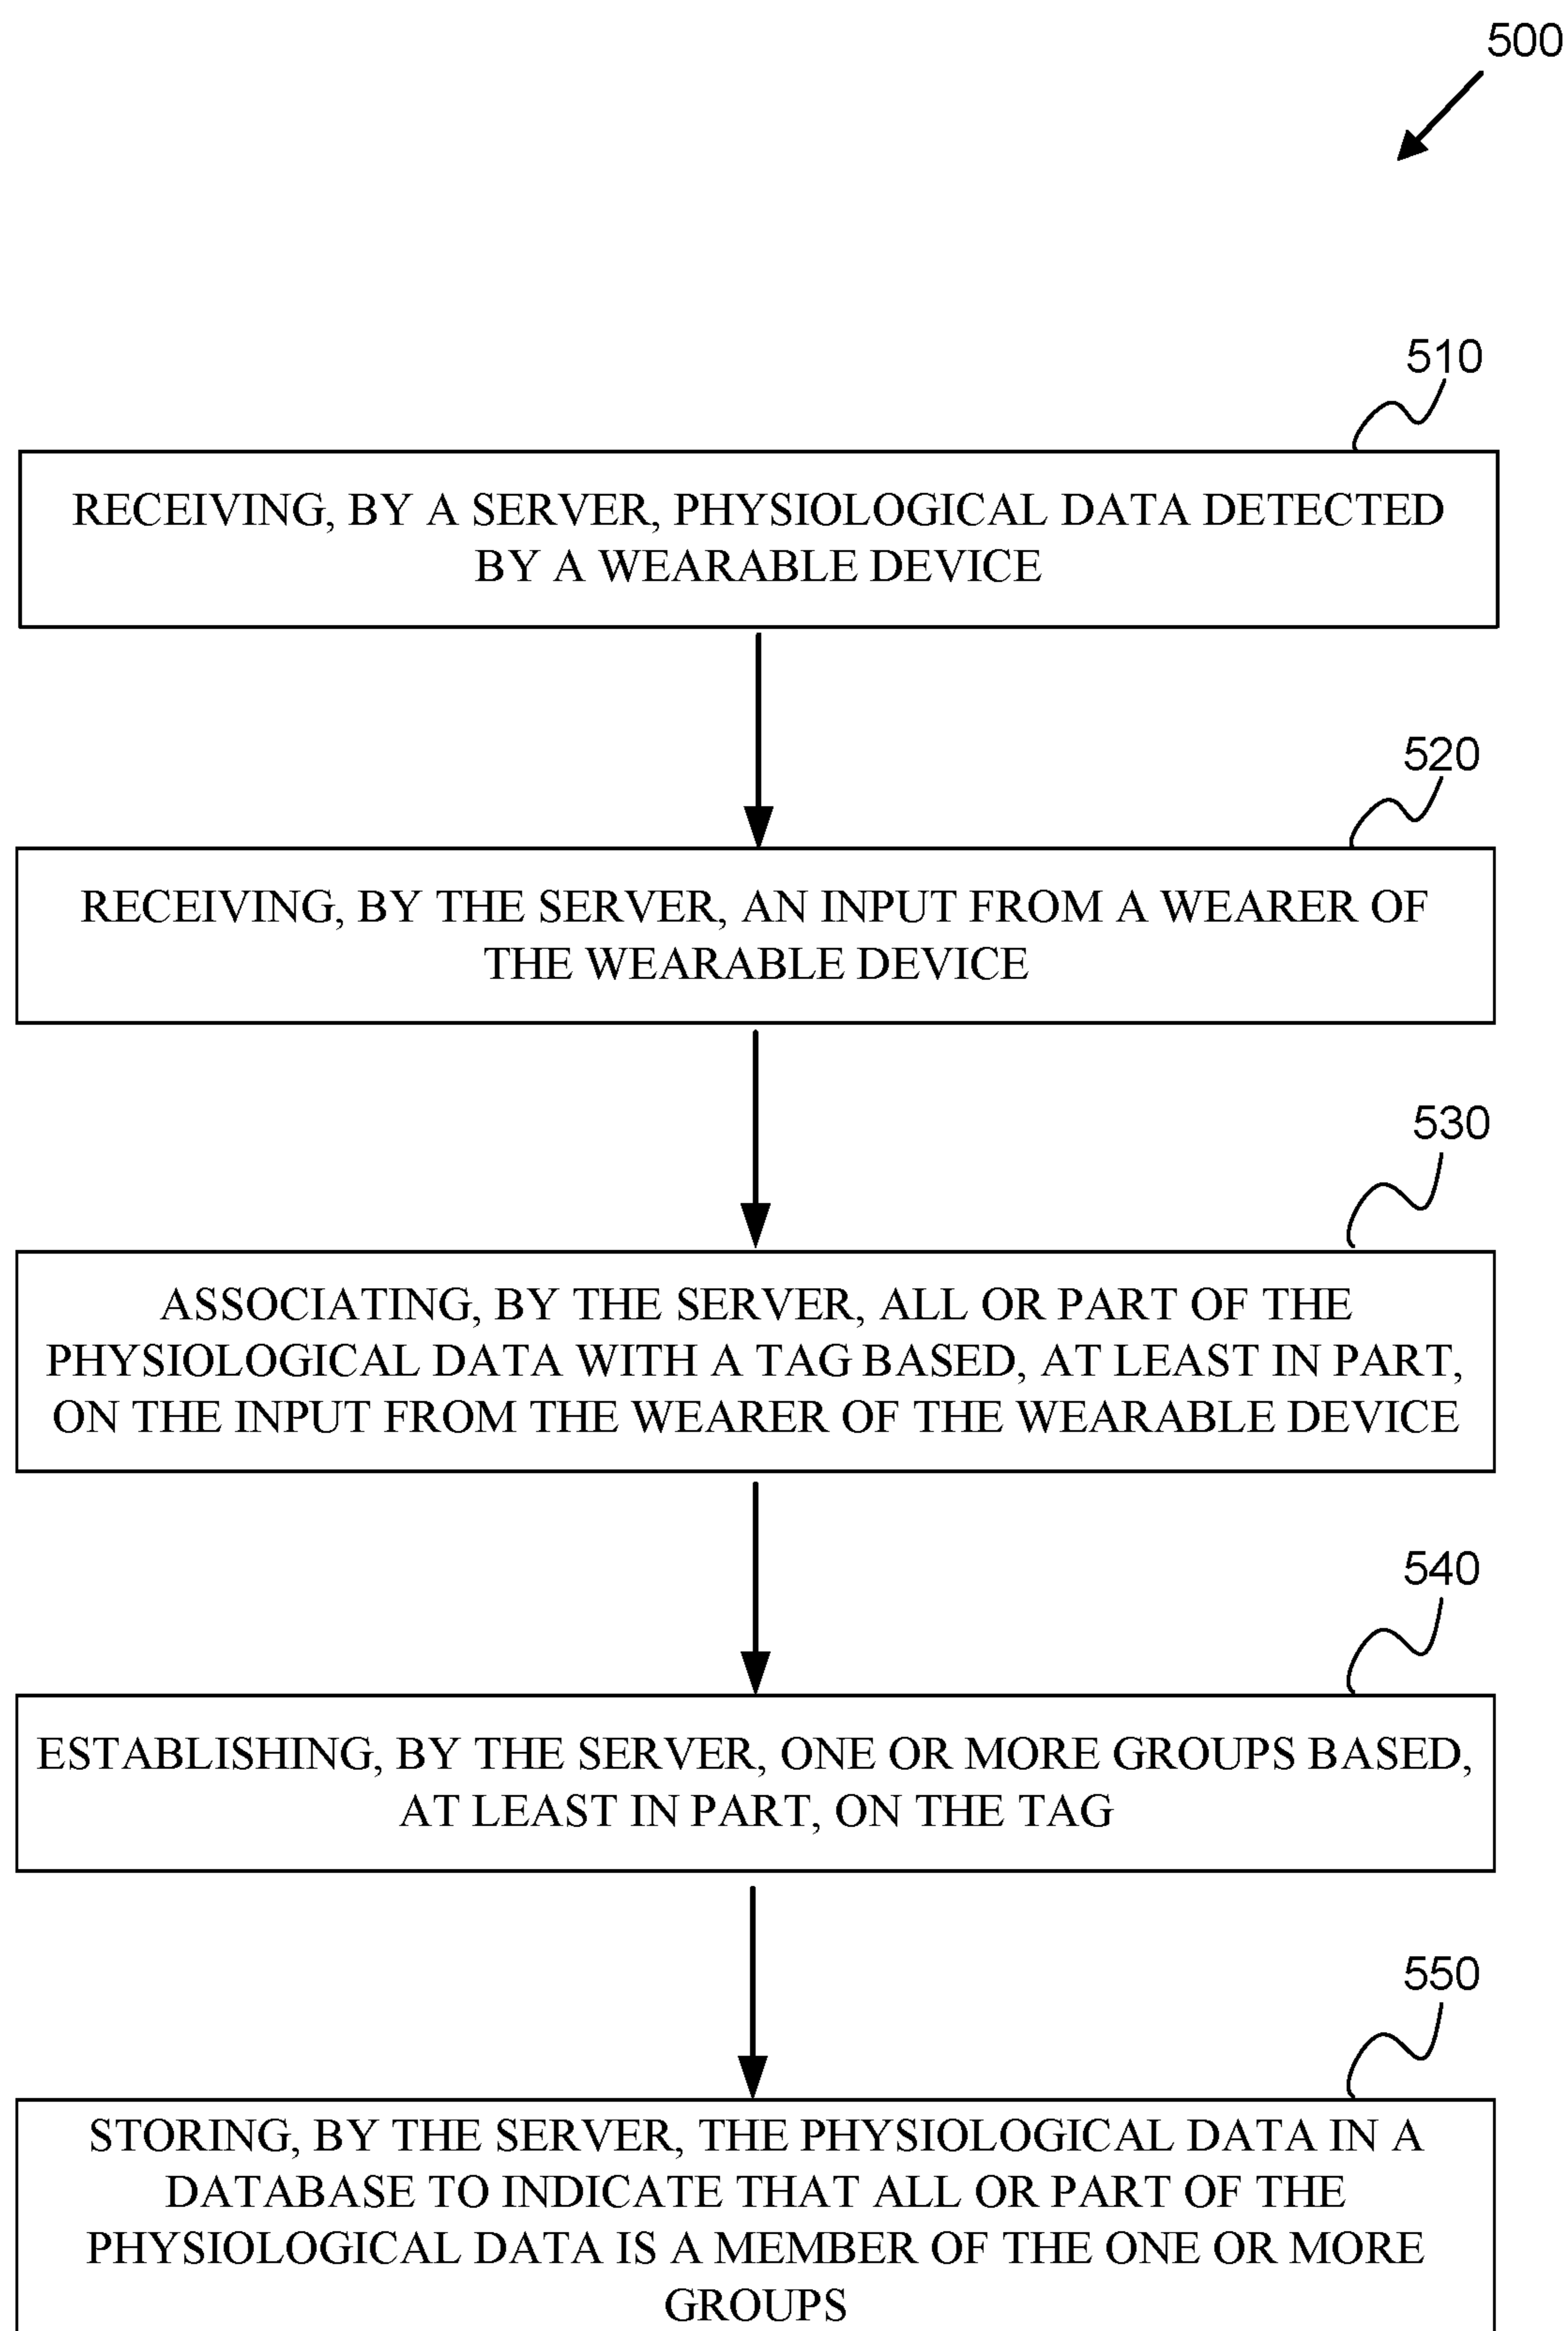 500
510
RECEIVING, BY A SERVER, PHYSIOLOGICAL DATA DETECTED
BY A WEARABLE DEVICE
520
RECEIVING, BY THE SERVER, AN INPUT FROM A WEARER OF
THE WEARABLE DEVICE
530
ASSOCIATING, BY THE SERVER, ALL OR PART OF THE
PHYSIOLOGICAL DATA WITH A TAG BASED, AT LEAST IN PART,
ON THE INPUT FROM THE WEARER OF THE WEARABLE DEVICE
540
ESTABLISHING, BY THE SERVER, ONE OR MORE GROUPS BASED,
AT LEAST IN PART, ON THE TAG
550
STORING, BY THE SERVER, THE PHYSIOLOGICAL DATA IN A
DATABASE TO INDICATE THAT ALL OR PART OF THE
PHYSIOLOGICAL DATA IS A MEMBER OF THE ONE OR MORE
GROUPS